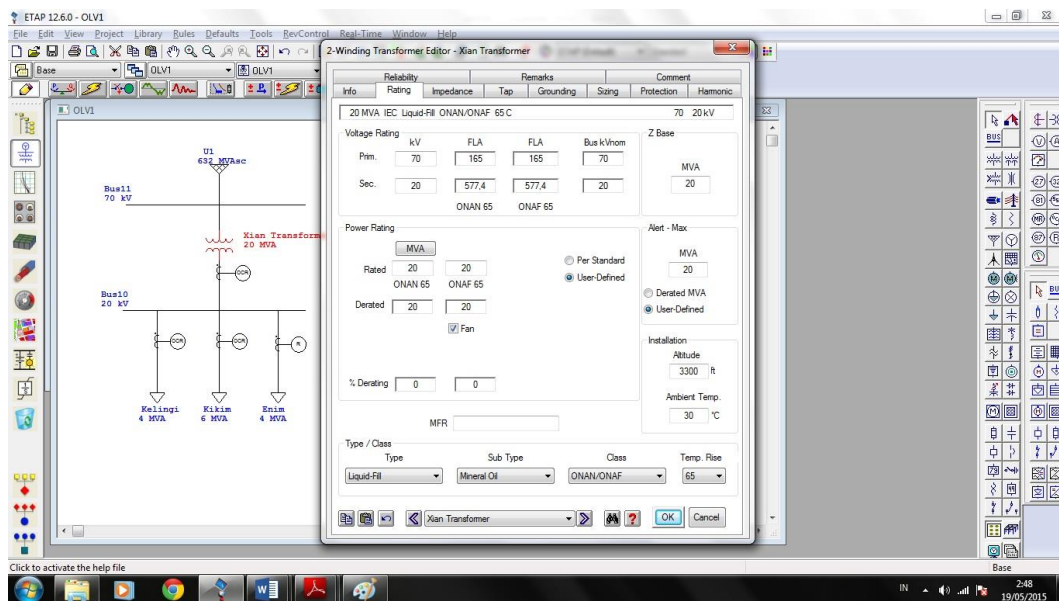 ETAP 12.6.0 - OLV1
File Edit View Project Library Rules Defaults Tools RevControl Real-Time Window Help
Base
OLV1
OLV1
OLV1
U1
632 MVAsc
Bus11
70 kV
Xian Transform
20 MVA
OCR
Bus10
20 kV
OCR
OCR
R
Kelingi
4 MVA
Kikim
6 MVA
Enim
4 MVA
2-Winding Transformer Editor - Xian Transformer
Reliability Remarks Comment
Info Rating Impedance Tap Grounding Sizing Protection Harmonic
20 MVA IEC Liquid-Fill ONAN/ONAF 65 C 70 20 kV
Voltage Rating
kV FLA FLA Bus kVnom
Prim. 70 165 165 70
Sec. 20 577,4 577,4 20
ONAN 65 ONAF 65
Z Base
MVA
20
Power Rating
MVA
Rated 20 20
ONAN 65 ONAF 65
Derated 20 20
Fan
% Derating 0 0
Per Standard
User-Defined
MFR
Alert - Max
MVA
20
Derated MVA
User-Defined
Installation
Altitude
3300 ft
Ambient Temp.
30 °C
Type / Class
Type Sub Type Class Temp. Rise
Liquid-Fill Mineral Oil ONAN/ONAF 65
Xian Transformer
OK Cancel
BUS
Click to activate the help file
Base
IN
2:48
19/05/2015